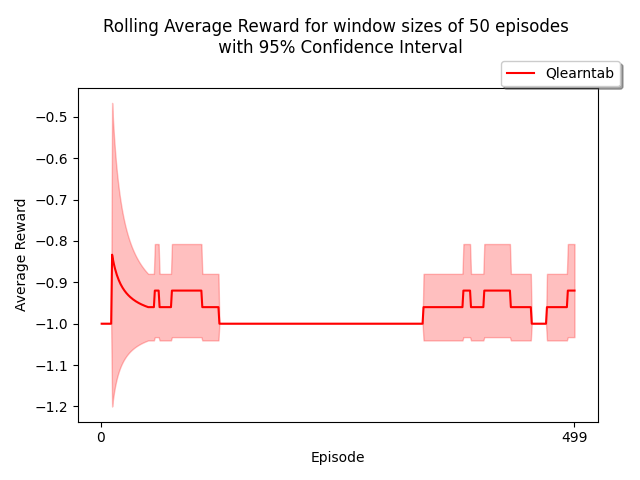 Rolling Average Reward for window sizes of 50 episodes
with 95% Confidence Interval
Qlearntab
−0.5
−0.6
−0.7
−0.8
−0.9
−1.0
−1.1
−1.2
Average Reward
0
499
Episode